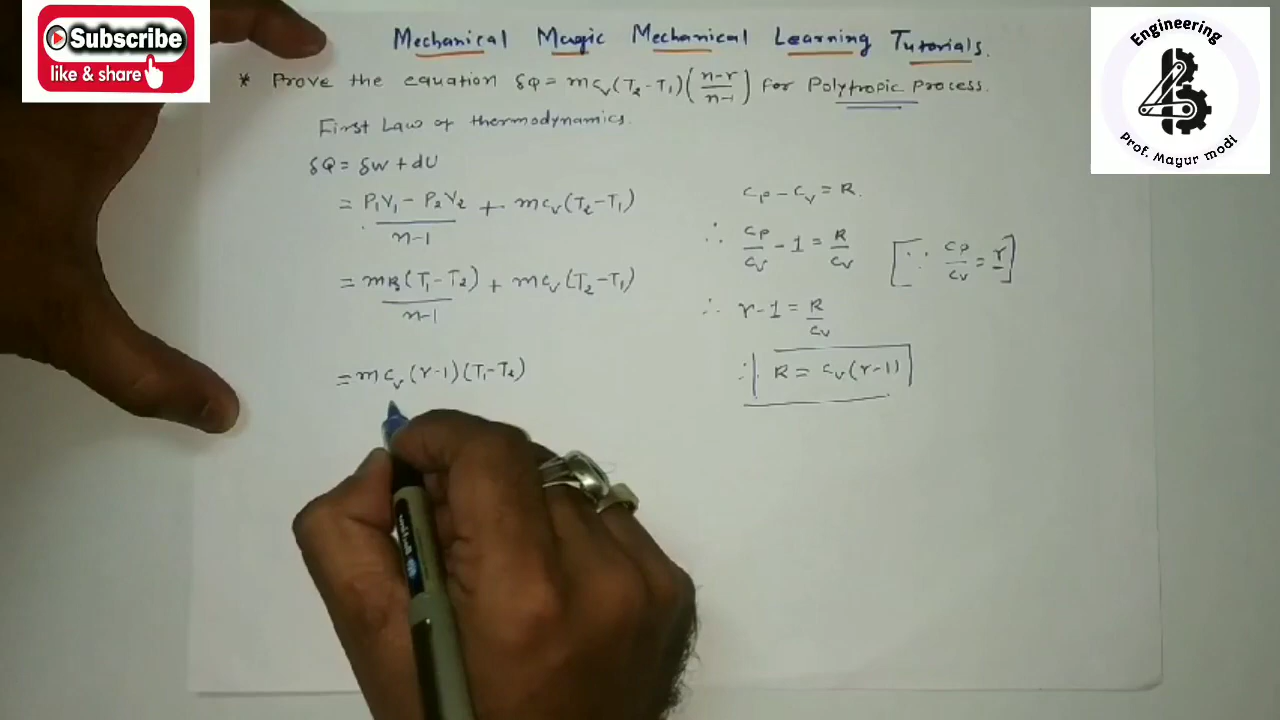 Subscribe
like & share
Engineering
Prof. Mayur modi
Mechanical Magic Mechanical Learning Tutorials.
* Prove the equation δQ = mCv(T2-T1)((n-r)/(n-1)) for Polytropic process.
First Law of thermodynamics.
δQ = δW + dU
= (P1V1 - P2V2)/(n-1) + mCv(T2-T1)
= mR(T1-T2)/(n-1) + mCv(T2-T1)
= mCv(r-1)(T1-T2)
Cp - Cv = R.
∴ Cp/Cv - 1 = R/Cv [∵ Cp/Cv = r]
∴ r-1 = R/Cv
∴ R = Cv(r-1)
uni-ball